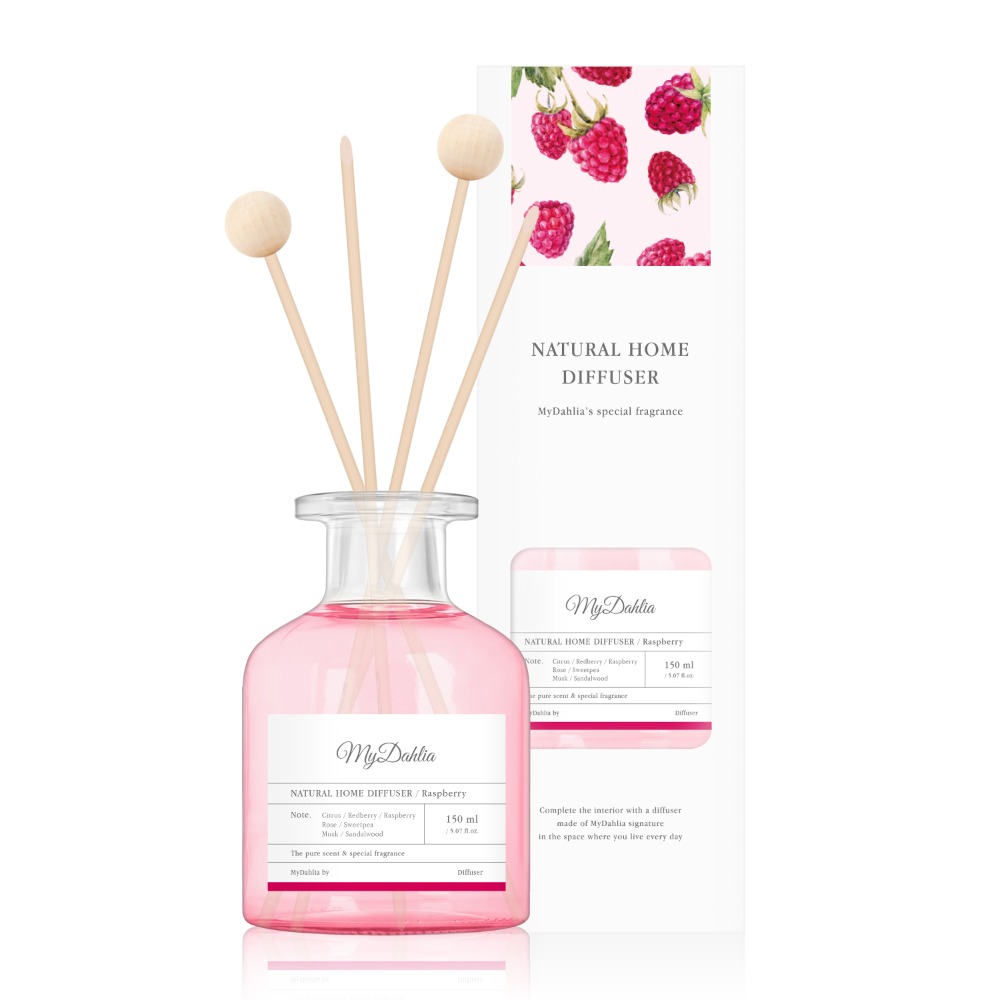 NATURAL HOME
DIFFUSER
MyDahlia's special fragrance
MyDahlia
NATURAL HOME DIFFUSER / Raspberry
Note. Citrus / Redberry / Raspberry
Rose / Sweetpea
Musk / Sandalwood
150 ml
/ 5.07 fl.oz.
The pure scent & special fragrance
MyDahlia by Diffuser
Complete the interior with a diffuser
made of MyDahlia signature
in the space where you live every day
MyDahlia
NATURAL HOME DIFFUSER / Raspberry
Note. Citrus / Redberry / Raspberry
Rose / Sweetpea
Musk / Sandalwood
150 ml
/ 5.07 fl.oz.
The pure scent & special fragrance
MyDahlia by Diffuser